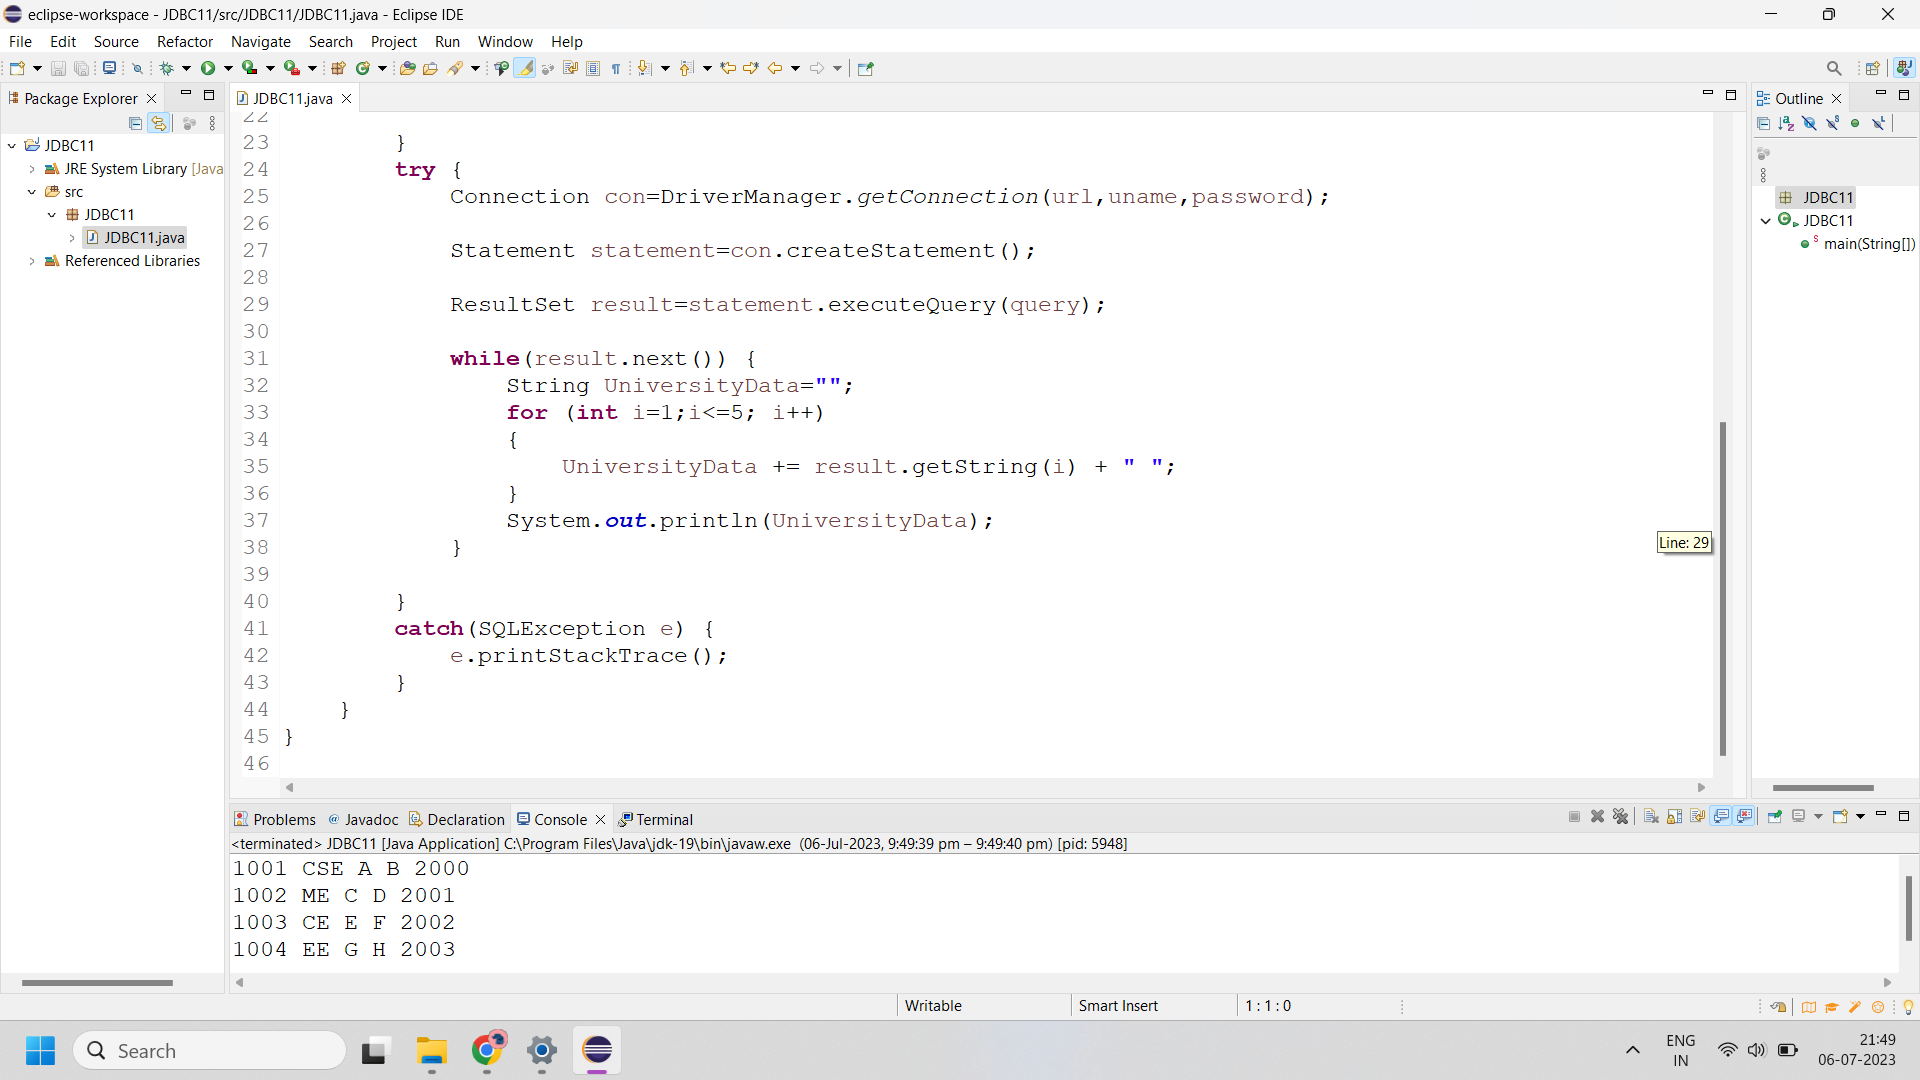 eclipse-workspace - JDBC11/src/JDBC11/JDBC11.java - Eclipse IDE
File Edit Source Refactor Navigate Search Project Run Window Help
Package Explorer
JDBC11
JRE System Library [Java
src
JDBC11
JDBC11.java
Referenced Libraries
JDBC11.java
22
23 }
24 try {
25 Connection con=DriverManager.getConnection(url,uname,password);
26
27 Statement statement=con.createStatement();
28
29 ResultSet result=statement.executeQuery(query);
30
31 while(result.next()) {
32 String UniversityData="";
33 for (int i=1;i<=5; i++)
34 {
35 UniversityData += result.getString(i) + " ";
36 }
37 System.out.println(UniversityData);
38 }
39
40 }
41 catch(SQLException e) {
42 e.printStackTrace();
43 }
44 }
45 }
46
Line: 29
Outline
JDBC11
JDBC11
main(String[])
Problems Javadoc Declaration Console Terminal
<terminated> JDBC11 [Java Application] C:\Program Files\Java\jdk-19\bin\javaw.exe (06-Jul-2023, 9:49:39 pm – 9:49:40 pm) [pid: 5948]
1001 CSE A B 2000
1002 ME C D 2001
1003 CE E F 2002
1004 EE G H 2003
Writable Smart Insert 1 : 1 : 0
Search
ENG
IN
21:49
06-07-2023